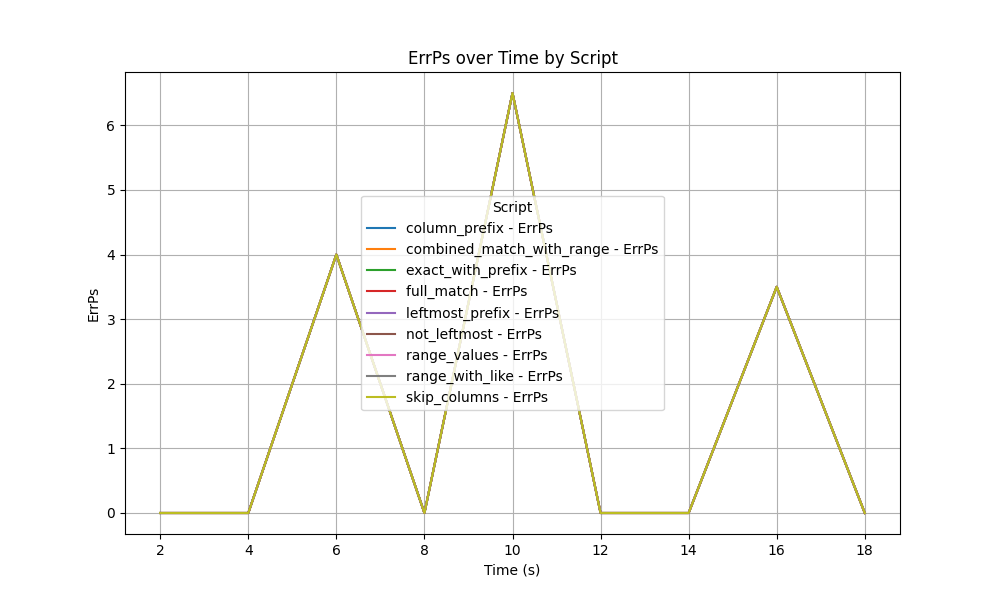 ErrPs over Time by Script
ErrPs
6
5
4
3
2
1
0
Script
column_prefix - ErrPs
combined_match_with_range - ErrPs
exact_with_prefix - ErrPs
full_match - ErrPs
leftmost_prefix - ErrPs
not_leftmost - ErrPs
range_values - ErrPs
range_with_like - ErrPs
skip_columns - ErrPs
2 4 6 8 10 12 14 16 18
Time (s)